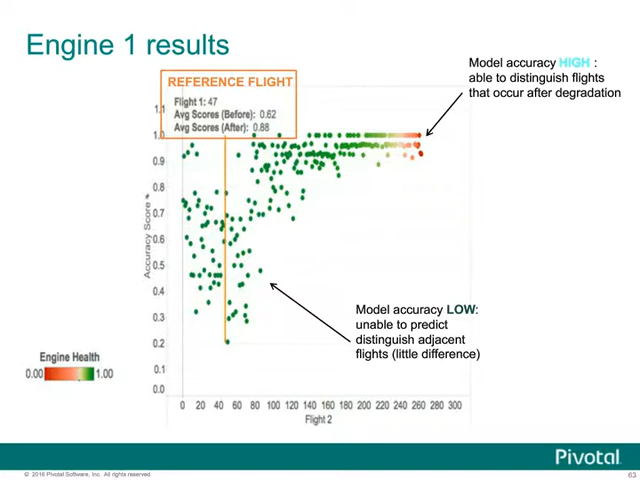 Engine 1 results
REFERENCE FLIGHT
Flight 1: 47
Avg Scores (Before): 0.62
Avg Scores (After): 0.88
Model accuracy HIGH :
able to distinguish flights
that occur after degradation
1.1
1.0
0.9
0.8
0.7
0.6
0.5
0.4
0.3
0.2
0.1
0.0
Accuracy Score
Model accuracy LOW:
unable to predict
distinguish adjacent
flights (little difference)
Engine Health
0.00 1.00
0 20 40 60 80 100 120 140 160 180 200 220 240 260 280 300
Flight 2
Pivotal
© 2016 Pivotal Software, Inc. All rights reserved.
63